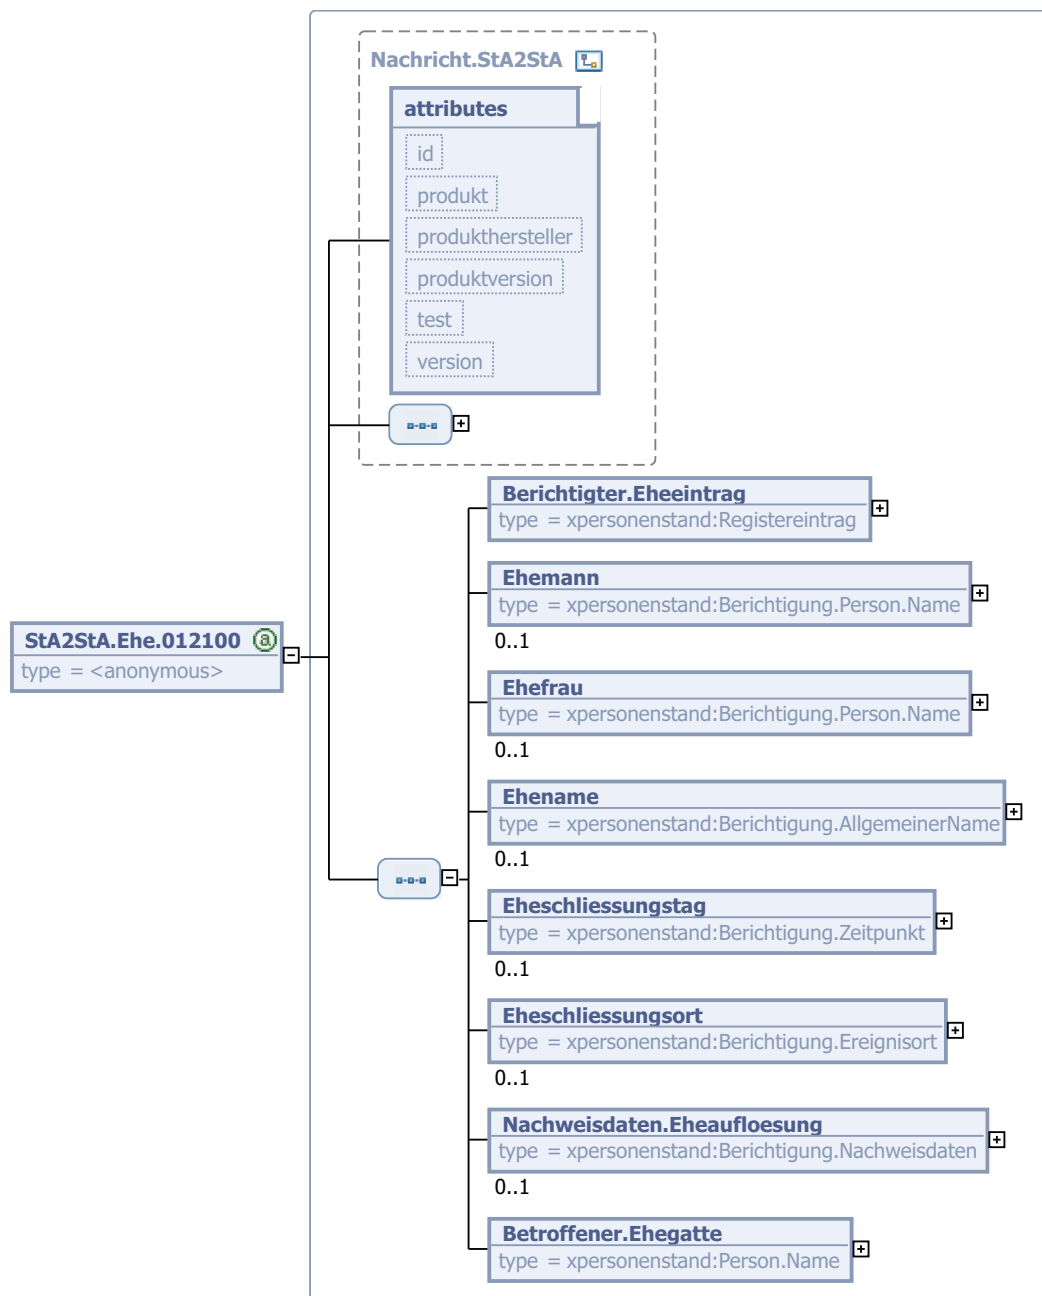 Nachricht.StA2StA
attributes
id
produkt
produkthersteller
produktversion
test
version
Berichtigter.Eheeintrag
type = xpersonenstand:Registereintrag
Ehemann
type = xpersonenstand:Berichtigung.Person.Name
0..1
StA2StA.Ehe.012100 @
type = <anonymous>
Ehefrau
type = xpersonenstand:Berichtigung.Person.Name
0..1
Ehename
type = xpersonenstand:Berichtigung.AllgemeinerName
0..1
Eheschliessungstag
type = xpersonenstand:Berichtigung.Zeitpunkt
0..1
Eheschliessungsort
type = xpersonenstand:Berichtigung.Ereignisort
0..1
Nachweisdaten.Eheaufloesung
type = xpersonenstand:Berichtigung.Nachweisdaten
0..1
Betroffener.Ehegatte
type = xpersonenstand:Person.Name